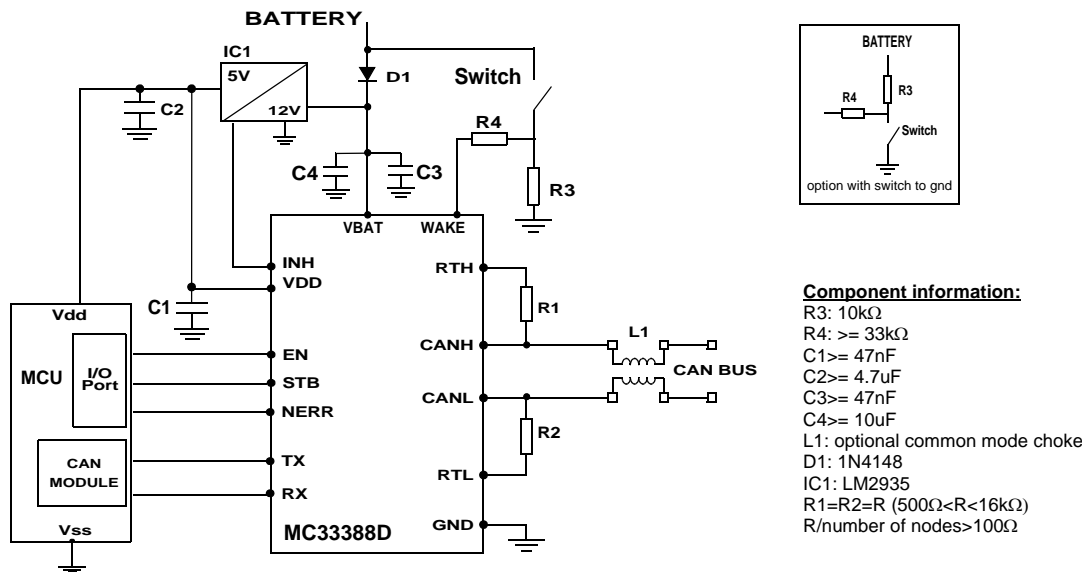 BATTERY
IC1
5V
12V
D1
Switch
C2
R4
C4
C3
R3
VBAT
WAKE
INH
VDD
C1
RTH
R1
Vdd
MCU
I/O
Port
EN
STB
NERR
CANH
CANL
L1
CAN BUS
R2
CAN
MODULE
TX
RX
RTL
GND
Vss
MC33388D
BATTERY
R3
R4
Switch
option with switch to gnd
Component information:
R3: 10kΩ
R4: >= 33kΩ
C1>= 47nF
C2>= 4.7uF
C3>= 47nF
C4>= 10uF
L1: optional common mode choke
D1: 1N4148
IC1: LM2935
R1=R2=R (500Ω<R<16kΩ)
R/number of nodes>100Ω